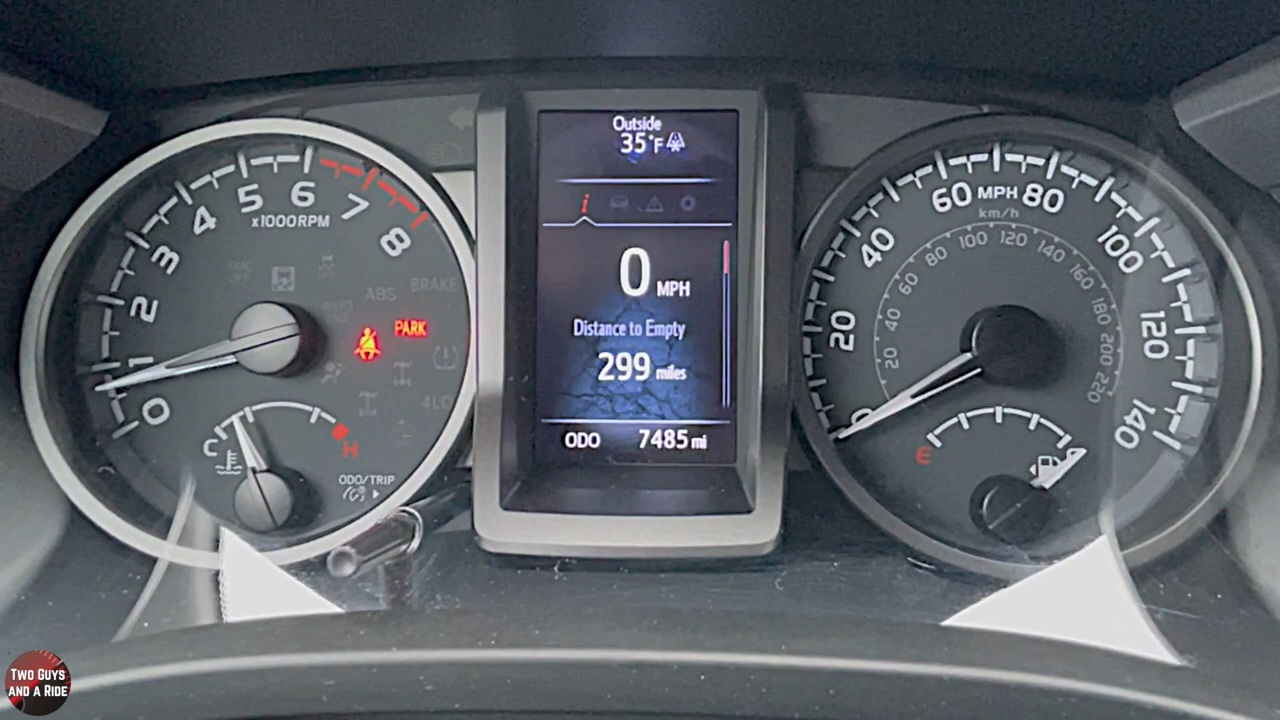 0
1
2
3
4
5
6
7
8
x1000RPM
ABS
BRAKE
PARK
4LO
C
H
ODO/TRIP
Outside
35°F
i
0 MPH
Distance to Empty
299 miles
ODO 7485 mi
0
20
40
60 MPH 80
100
120
140
km/h
20
40
60
80
100
120
140
160
180
200
220
E
TWO GUYS
AND A RIDE